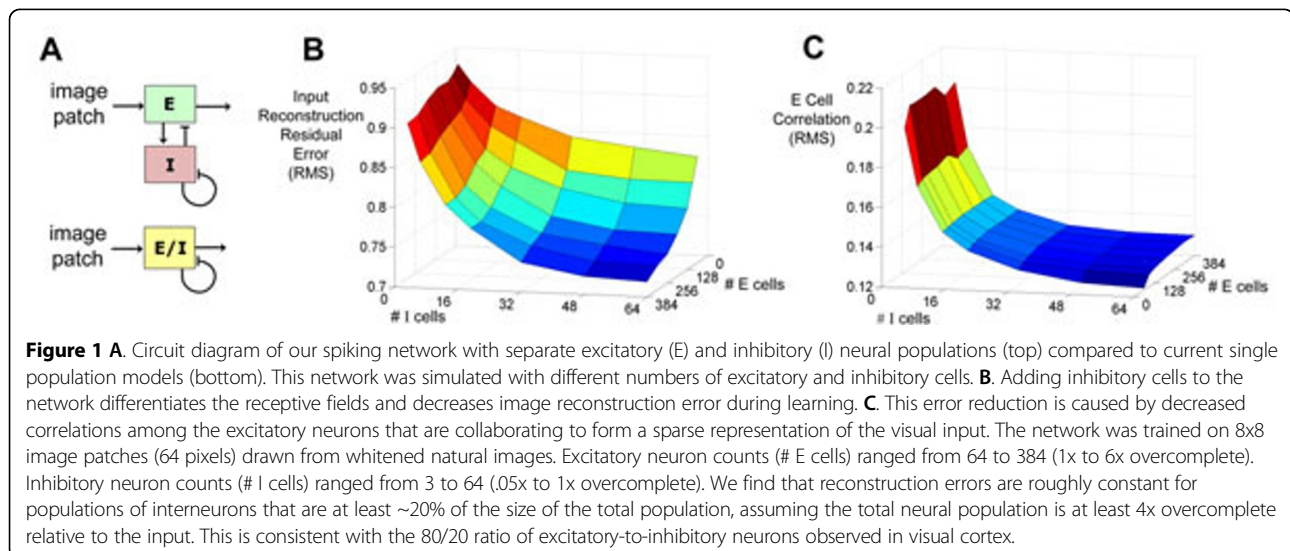 A
image
patch
E
I
image
patch
E/I
B
Input
Reconstruction
Residual
Error
(RMS)
0.95
0.9
0.85
0.8
0.75
0.7
0
16
32
48
64
# I cells
384
256
128
0
# E cells
C
E Cell
Correlation
(RMS)
0.22
0.2
0.18
0.16
0.14
0.12
0
16
32
48
64
# I cells
0
128
256
384
# E cells
Figure 1 A. Circuit diagram of our spiking network with separate excitatory (E) and inhibitory (I) neural populations (top) compared to current single
population models (bottom). This network was simulated with different numbers of excitatory and inhibitory cells. B. Adding inhibitory cells to the
network differentiates the receptive fields and decreases image reconstruction error during learning. C. This error reduction is caused by decreased
correlations among the excitatory neurons that are collaborating to form a sparse representation of the visual input. The network was trained on 8x8
image patches (64 pixels) drawn from whitened natural images. Excitatory neuron counts (# E cells) ranged from 64 to 384 (1x to 6x overcomplete).
Inhibitory neuron counts (# I cells) ranged from 3 to 64 (.05x to 1x overcomplete). We find that reconstruction errors are roughly constant for
populations of interneurons that are at least ~20% of the size of the total population, assuming the total neural population is at least 4x overcomplete
relative to the input. This is consistent with the 80/20 ratio of excitatory-to-inhibitory neurons observed in visual cortex.